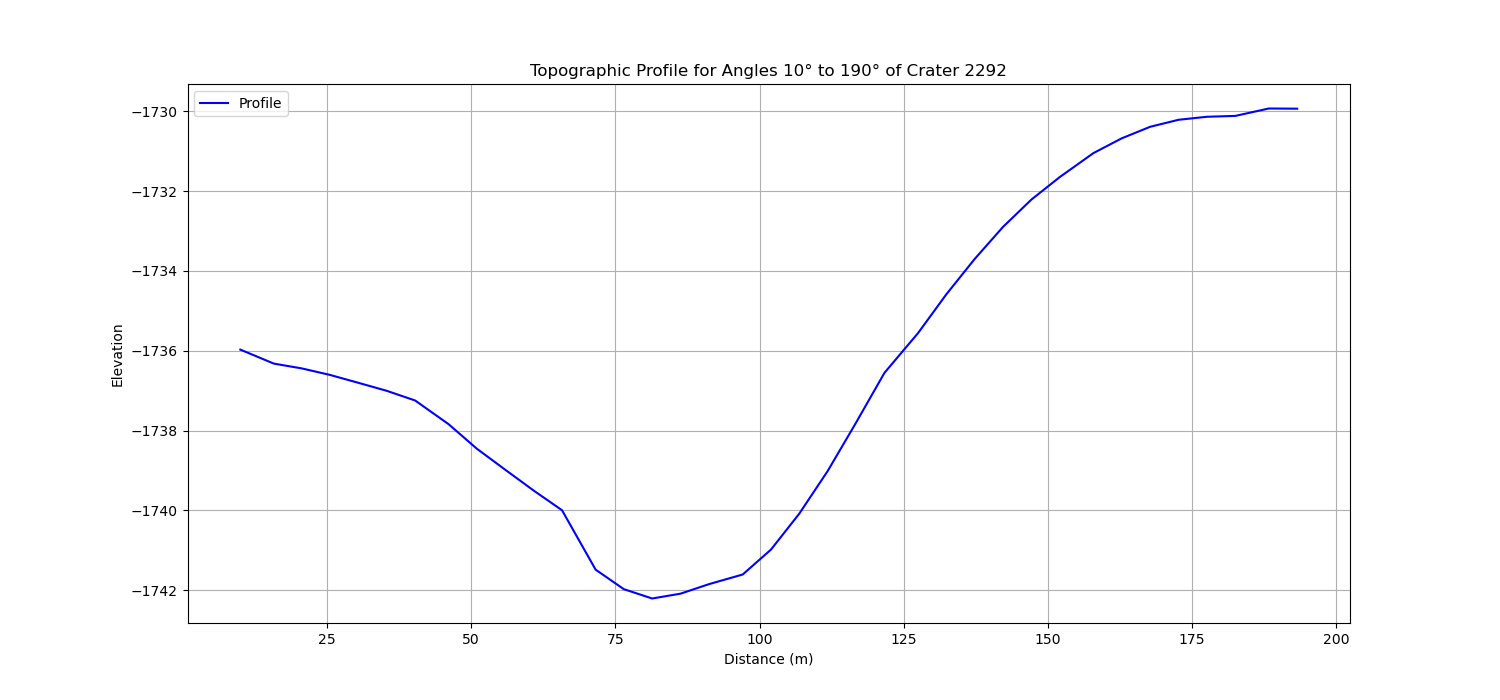 Topographic Profile for Angles 10° to 190° of Crater 2292
Profile
−1730
−1732
−1734
−1736
−1738
−1740
−1742
Elevation
25 50 75 100 125 150 175 200
Distance (m)